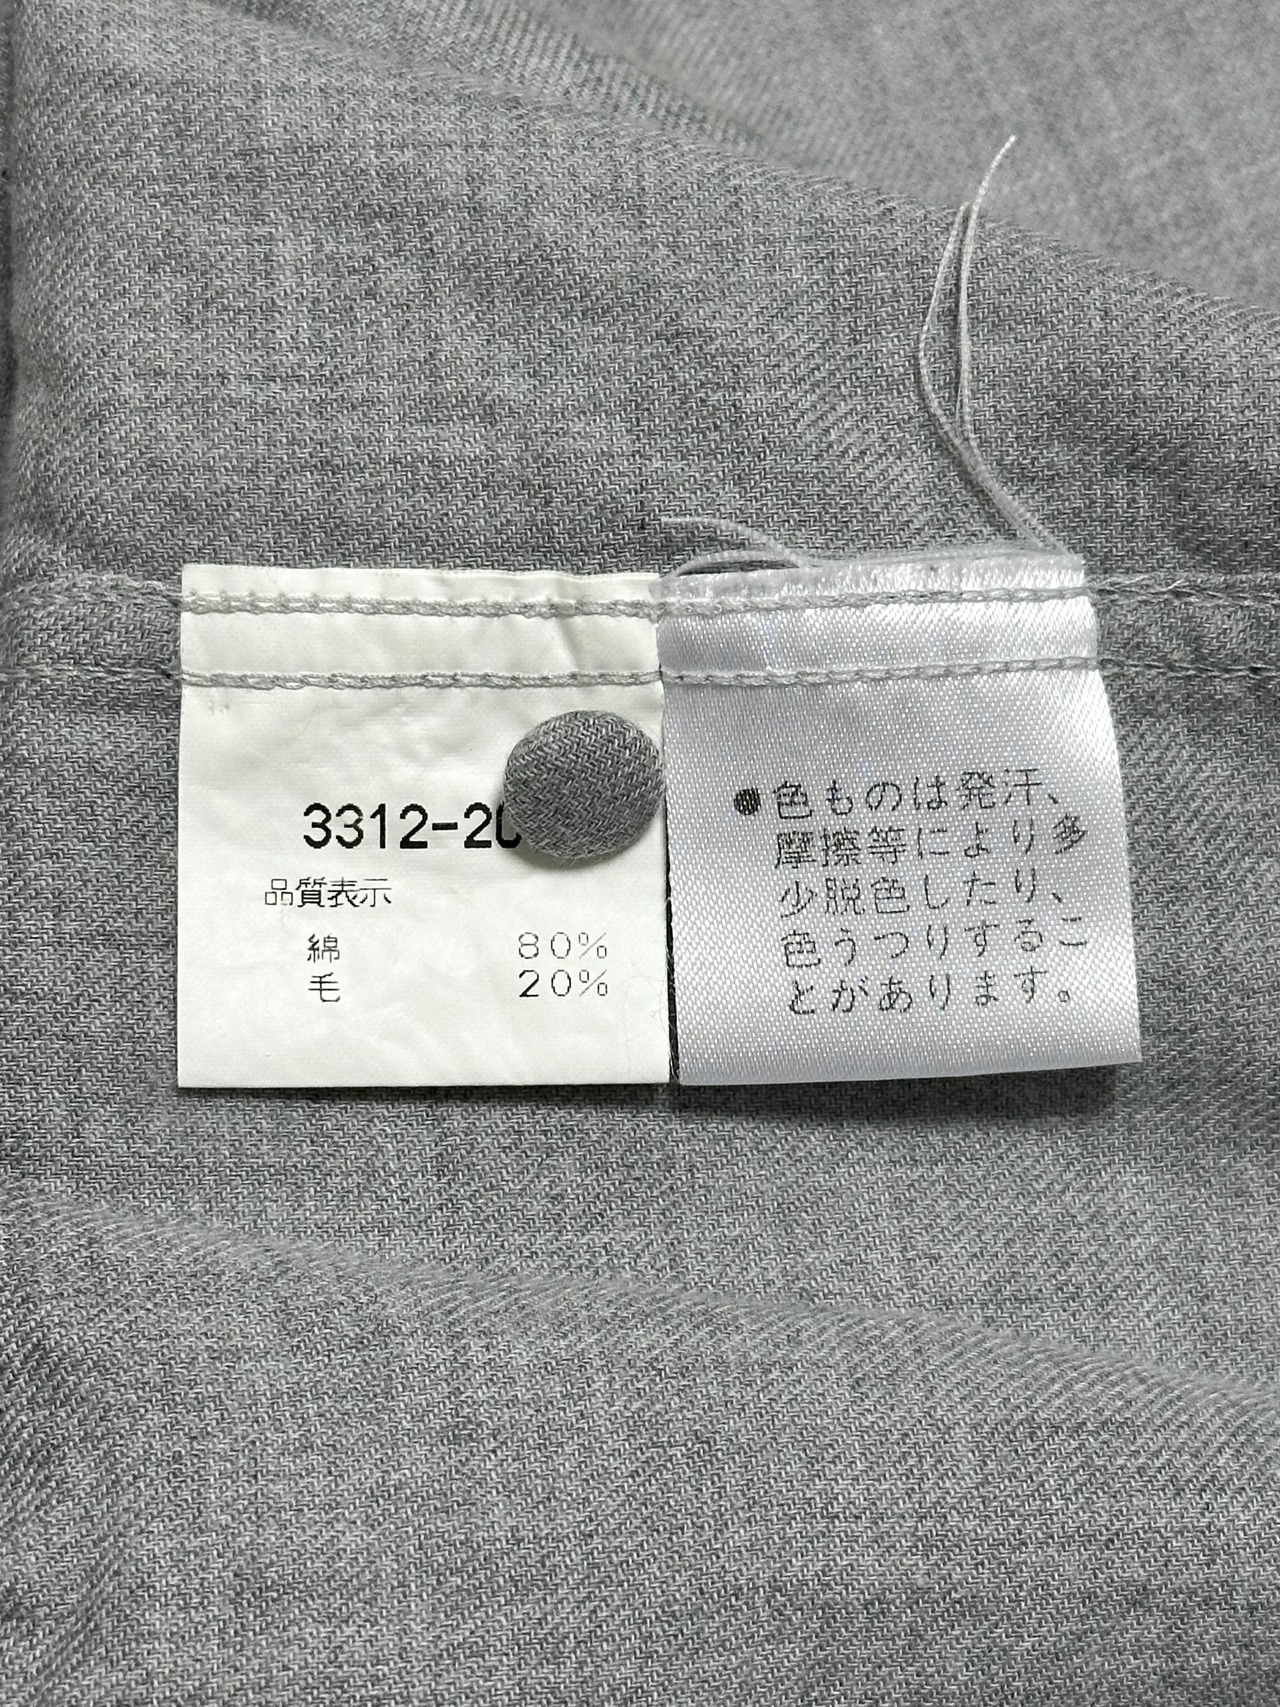 3312-20
品質表示
綿 80%
毛 20%
●色ものは発汗、
摩擦等により多
少脱色したり、
色うつりするこ
とがあります。